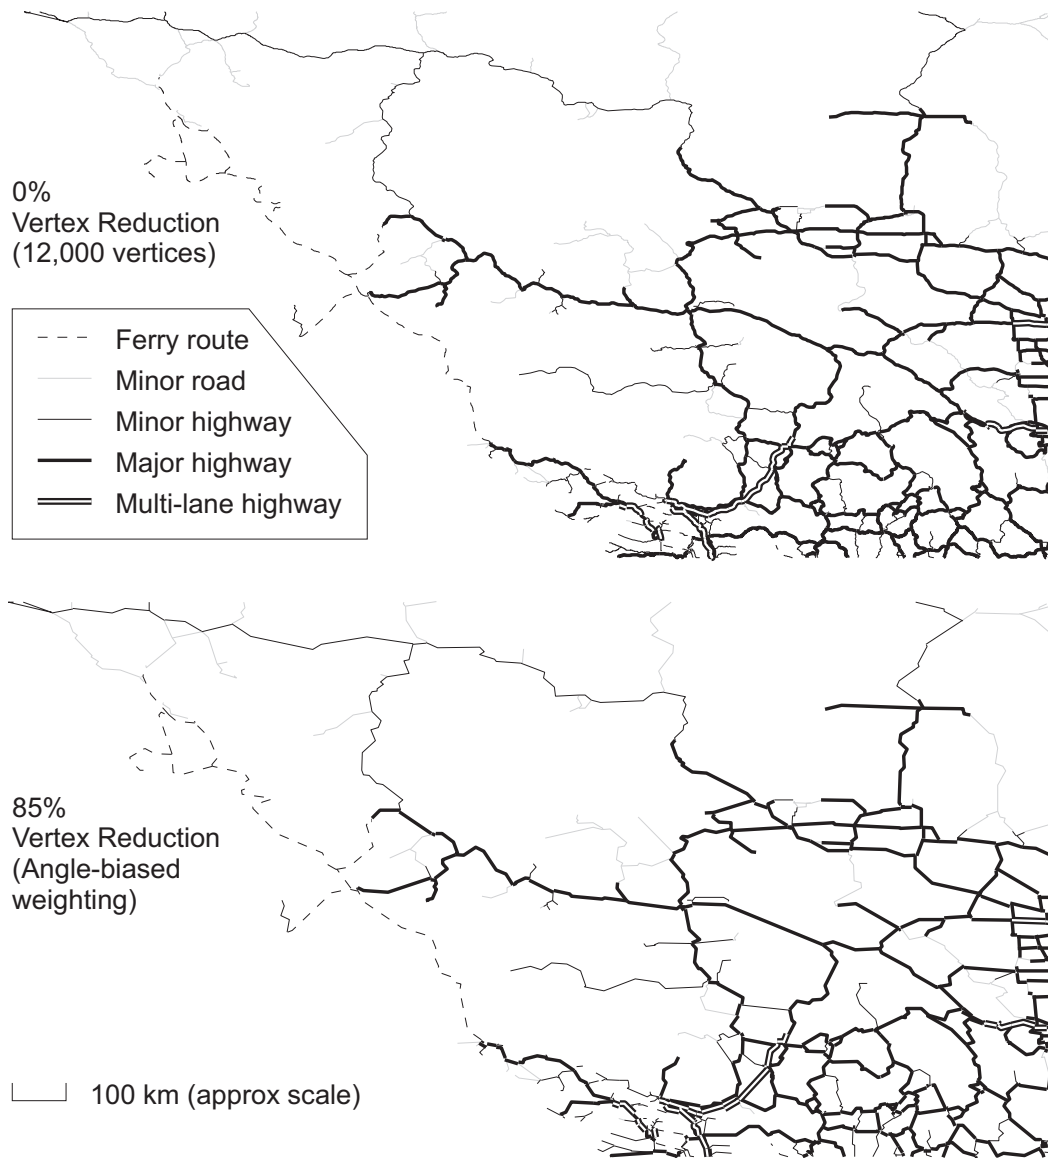 0%
Vertex Reduction
(12,000 vertices)
Ferry route
Minor road
Minor highway
Major highway
Multi-lane highway
85%
Vertex Reduction
(Angle-biased
weighting)
100 km (approx scale)